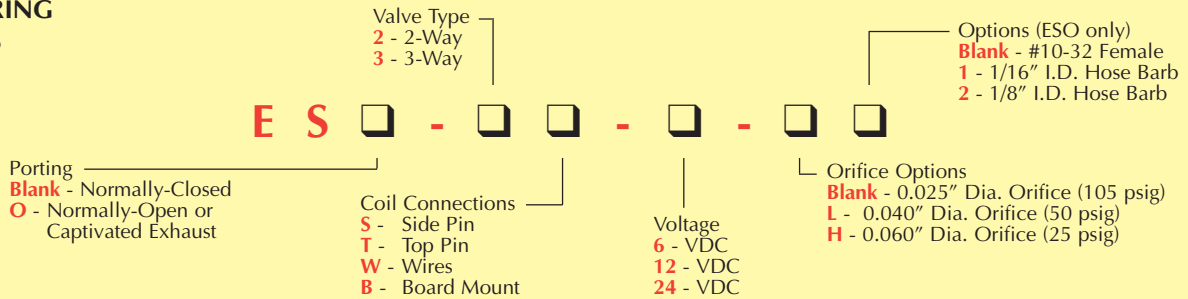 RING
Valve Type
2 - 2-Way
3 - 3-Way
Options (ESO only)
Blank - #10-32 Female
1 - 1/16" I.D. Hose Barb
2 - 1/8" I.D. Hose Barb
E S ❑ - ❑ ❑ - ❑ - ❑ ❑
Porting
Blank - Normally-Closed
O - Normally-Open or
Captivated Exhaust
Coil Connections
S - Side Pin
T - Top Pin
W - Wires
B - Board Mount
Voltage
6 - VDC
12 - VDC
24 - VDC
Orifice Options
Blank - 0.025" Dia. Orifice (105 psig)
L - 0.040" Dia. Orifice (50 psig)
H - 0.060" Dia. Orifice (25 psig)